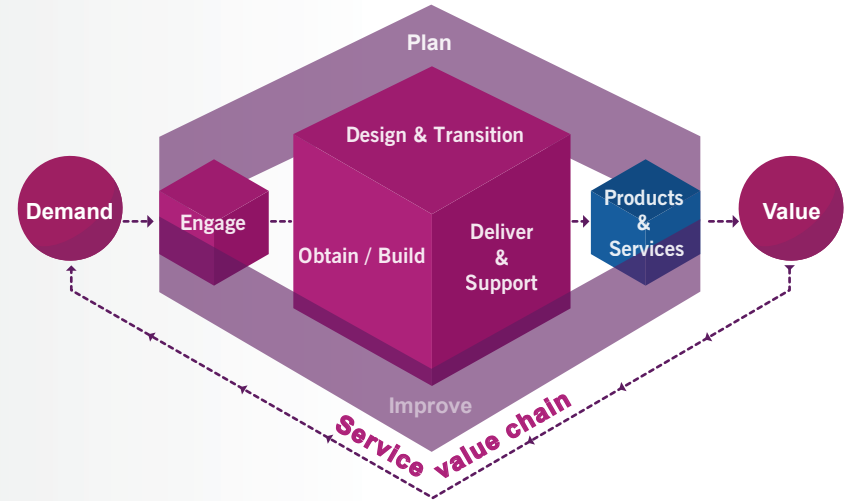 Plan
Design & Transition
Demand
Engage
Obtain / Build
Deliver
&
Support
Products
&
Services
Value
Improve
Service value chain